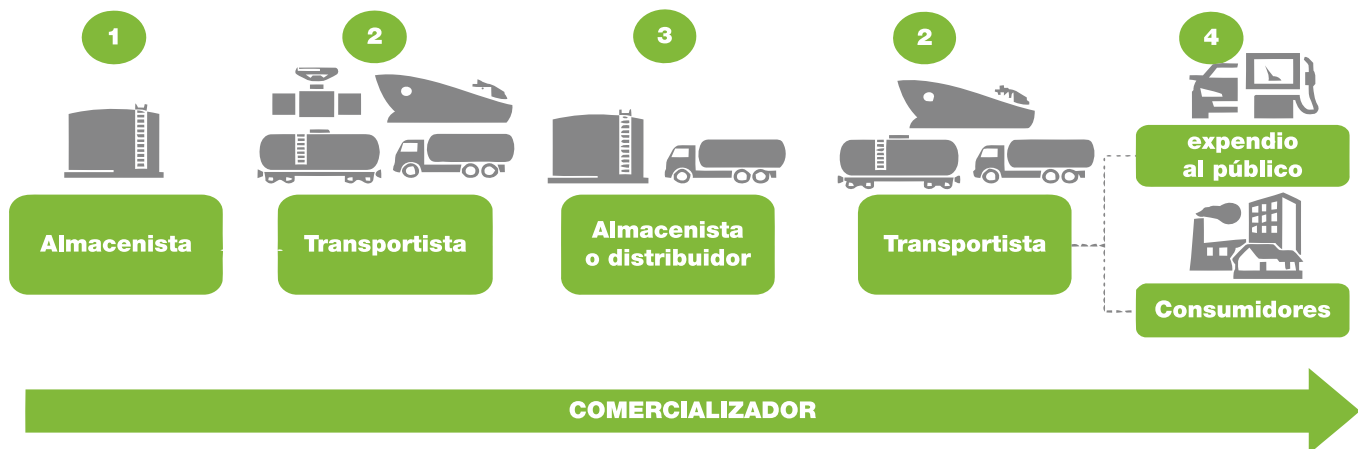 1
2
3
2
4
Almacenista
Transportista
Almacenista
o distribuidor
Transportista
expendio
al público
Consumidores
COMERCIALIZADOR